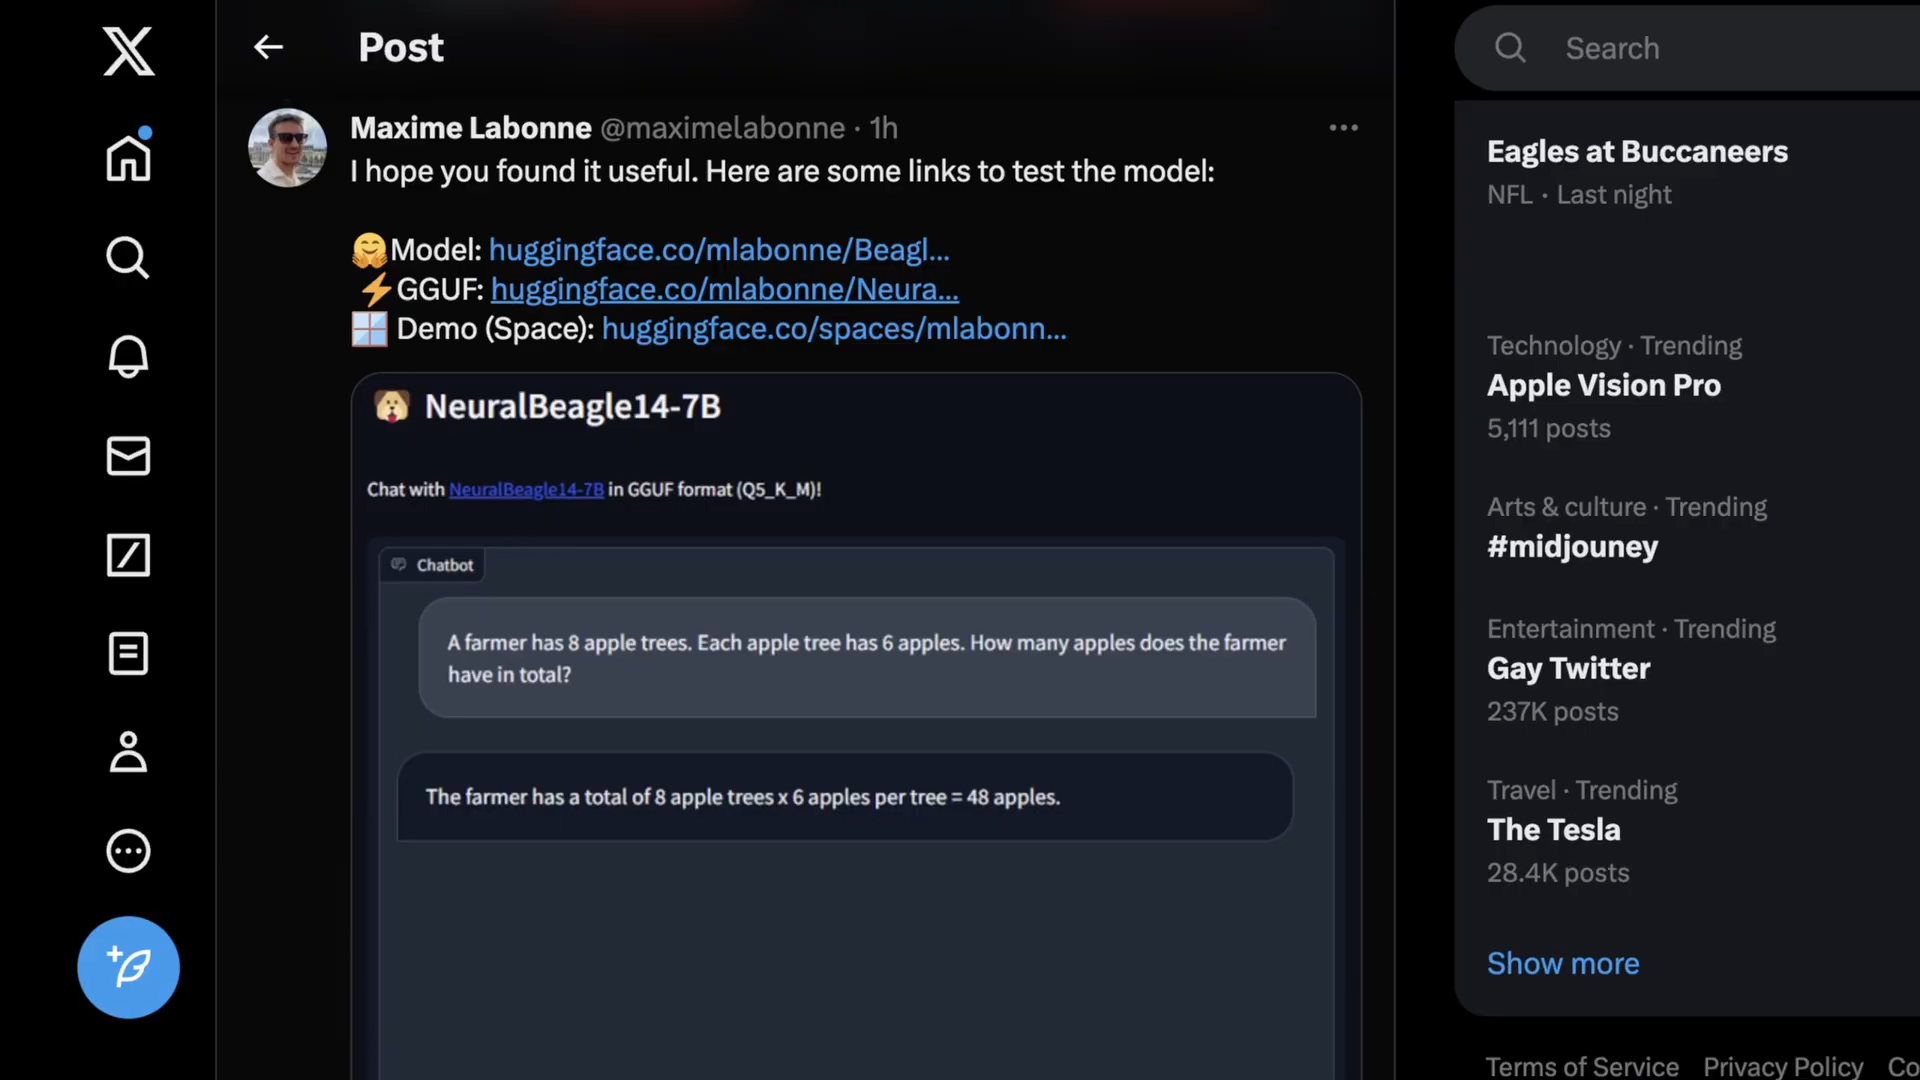 Post
Maxime Labonne @maximelabonne · 1h
I hope you found it useful. Here are some links to test the model:
🤗Model: huggingface.co/mlabonne/Beagl...
⚡GGUF: huggingface.co/mlabonne/Neura...
🪟 Demo (Space): huggingface.co/spaces/mlabonn...
NeuralBeagle14-7B
Chat with NeuralBeagle14-7B in GGUF format (Q5_K_M)!
Chatbot
A farmer has 8 apple trees. Each apple tree has 6 apples. How many apples does the farmer
have in total?
The farmer has a total of 8 apple trees x 6 apples per tree = 48 apples.
Search
Eagles at Buccaneers
NFL · Last night
Technology · Trending
Apple Vision Pro
5,111 posts
Arts & culture · Trending
#midjouney
Entertainment · Trending
Gay Twitter
237K posts
Travel · Trending
The Tesla
28.4K posts
Show more
Terms of Service Privacy Policy Co